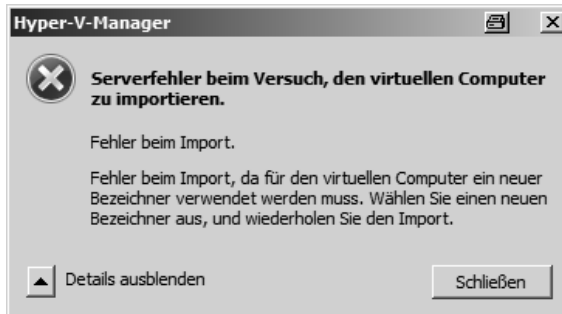 Hyper-V-Manager
Serverfehler beim Versuch, den virtuellen Computer
zu importieren.
Fehler beim Import.
Fehler beim Import, da für den virtuellen Computer ein neuer
Bezeichner verwendet werden muss. Wählen Sie einen neuen
Bezeichner aus, und wiederholen Sie den Import.
Details ausblenden
Schließen